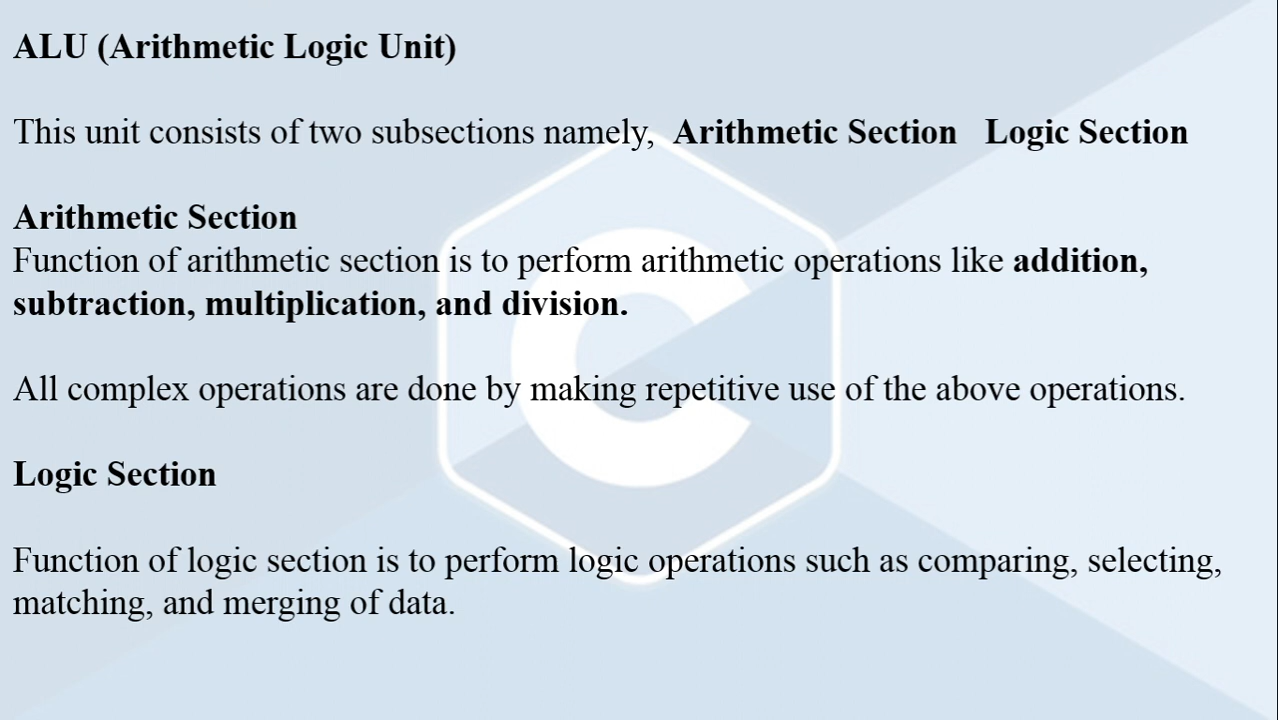 ALU (Arithmetic Logic Unit)
This unit consists of two subsections namely,  Arithmetic Section   Logic Section
Arithmetic Section
Function of arithmetic section is to perform arithmetic operations like addition,
subtraction, multiplication, and division.
All complex operations are done by making repetitive use of the above operations.
Logic Section
Function of logic section is to perform logic operations such as comparing, selecting,
matching, and merging of data.
C